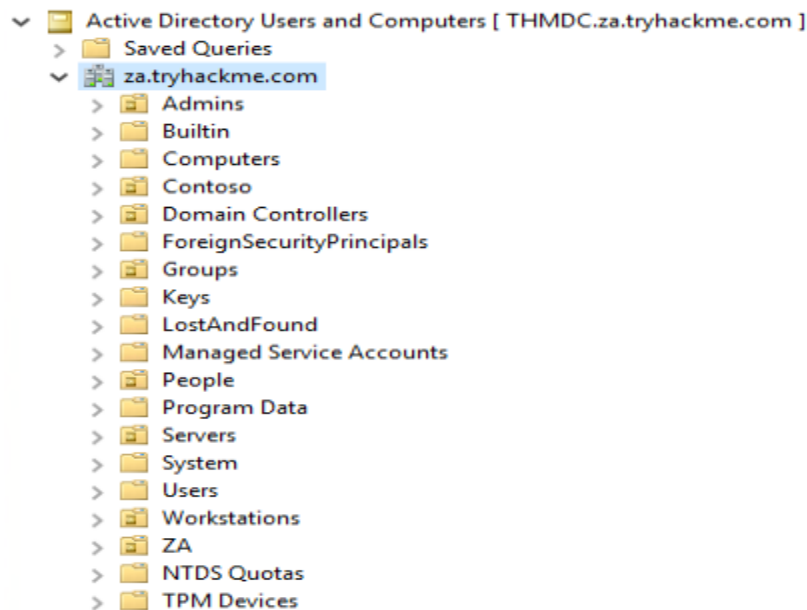 Active Directory Users and Computers [ THMDC.za.tryhackme.com ]
Saved Queries
za.tryhackme.com
Admins
Builtin
Computers
Contoso
Domain Controllers
ForeignSecurityPrincipals
Groups
Keys
LostAndFound
Managed Service Accounts
People
Program Data
Servers
System
Users
Workstations
ZA
NTDS Quotas
TPM Devices